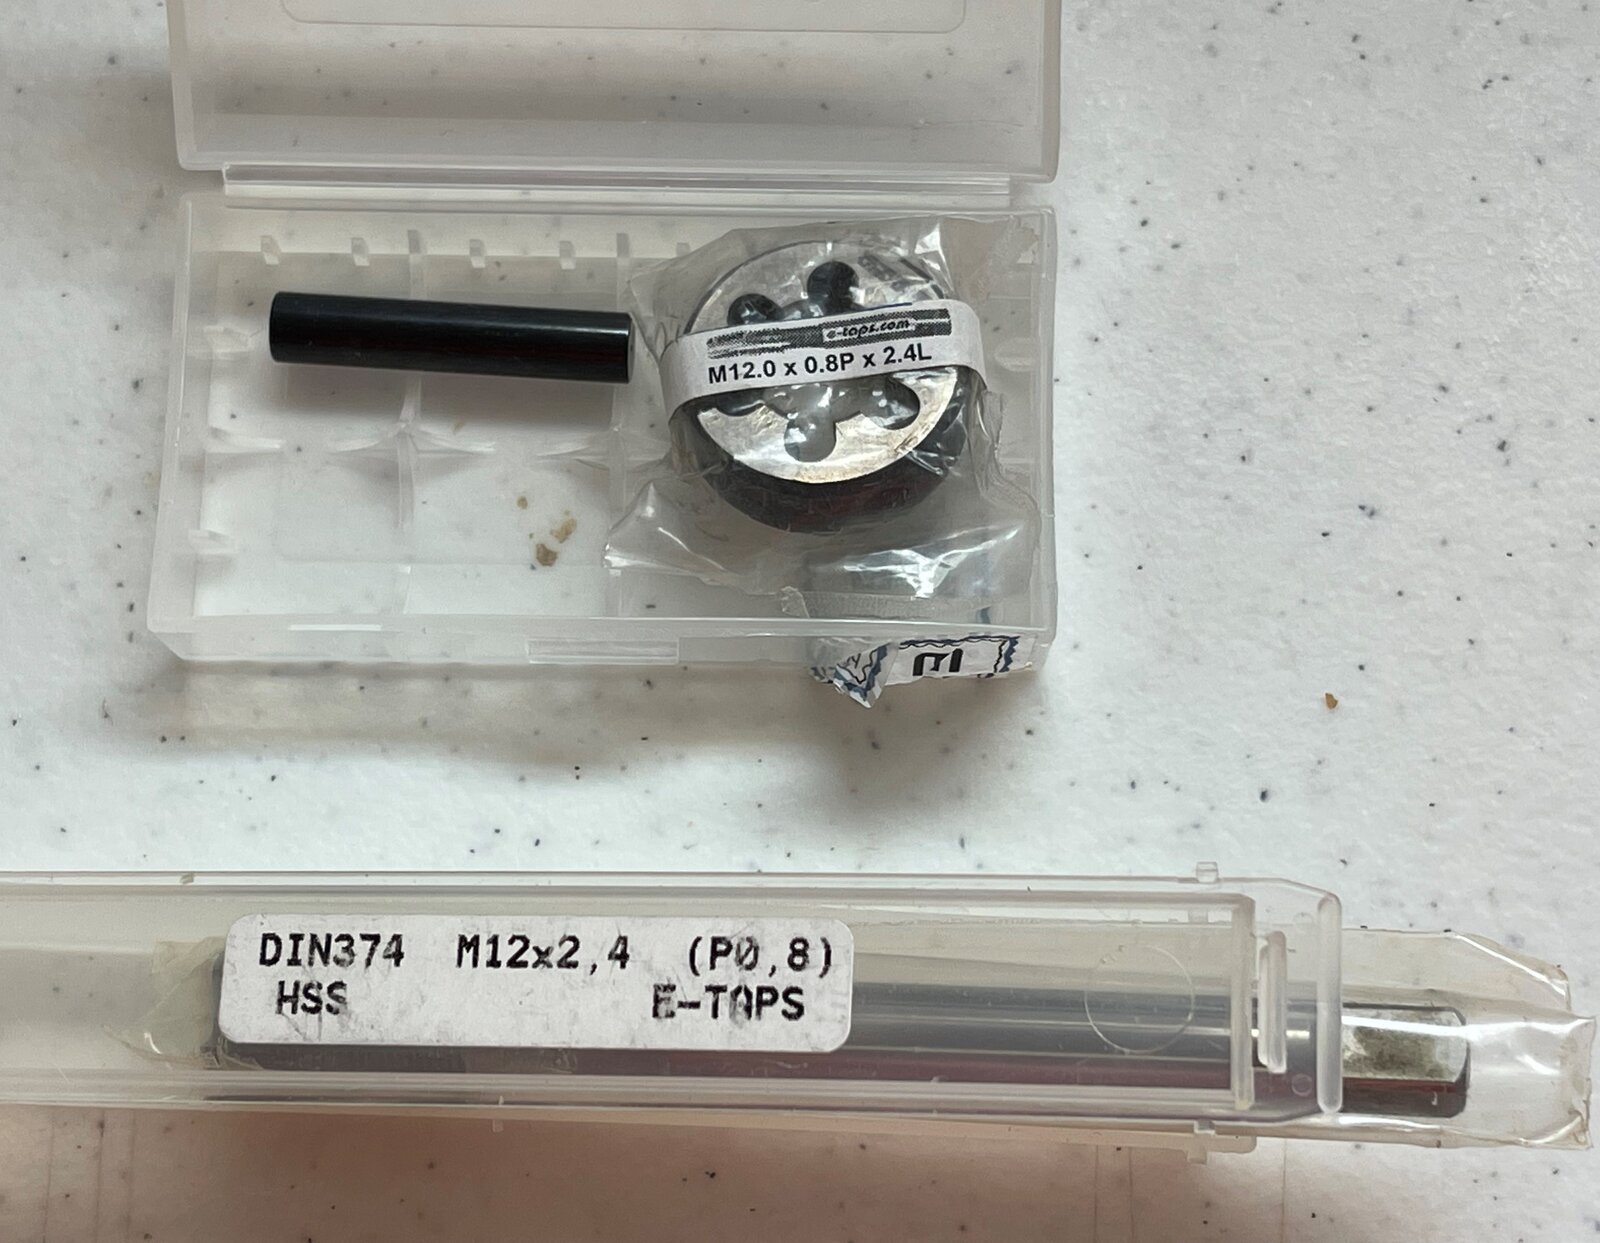 e-taps.com
M12.0 x 0.8P x 2.4L
DIN374 M12x2,4 (P0,8)
HSS E-TAPS